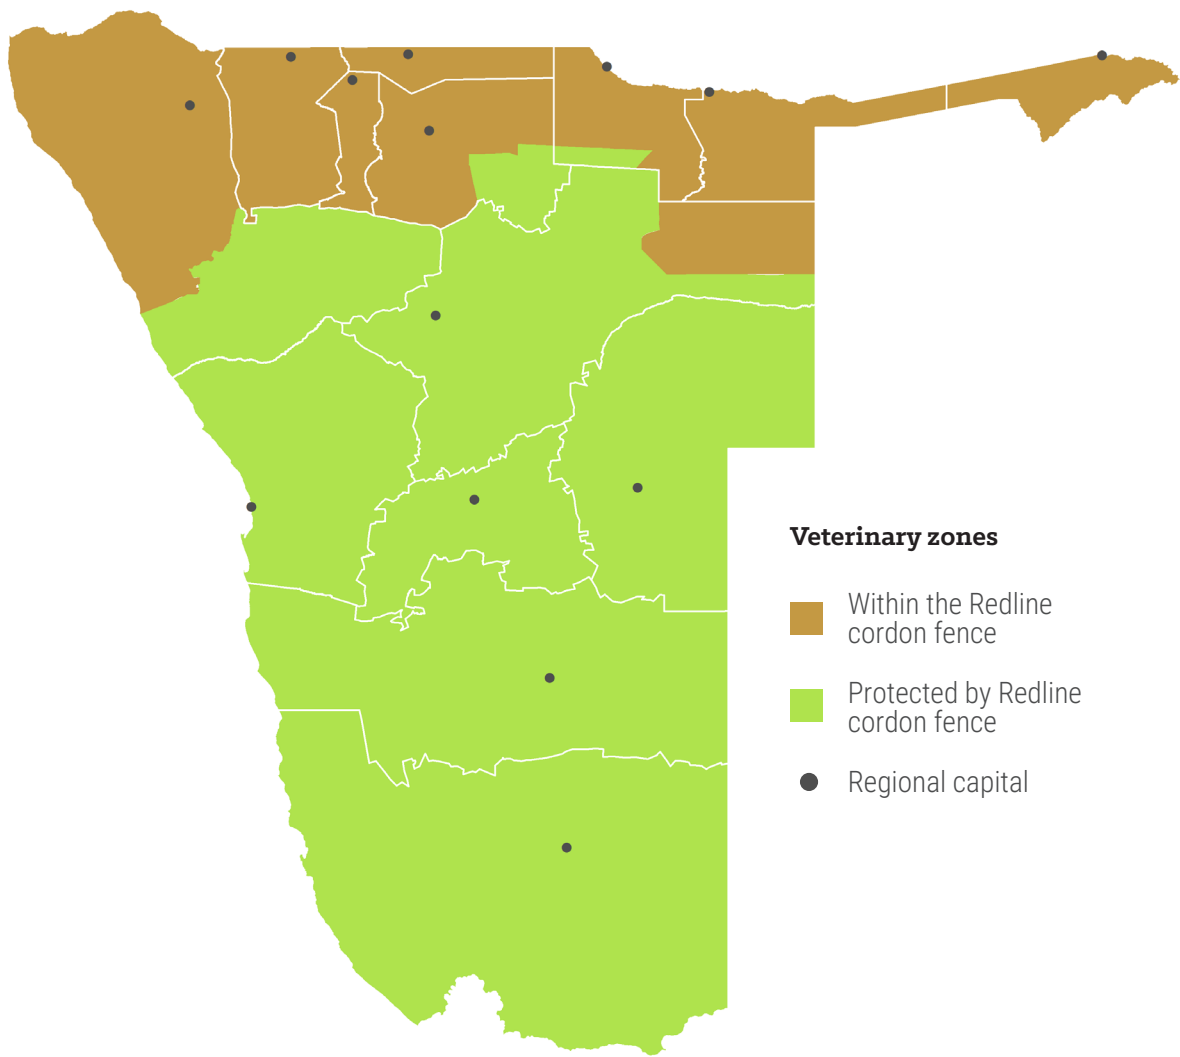 Veterinary zones
Within the Redline
cordon fence
Protected by Redline
cordon fence
Regional capital